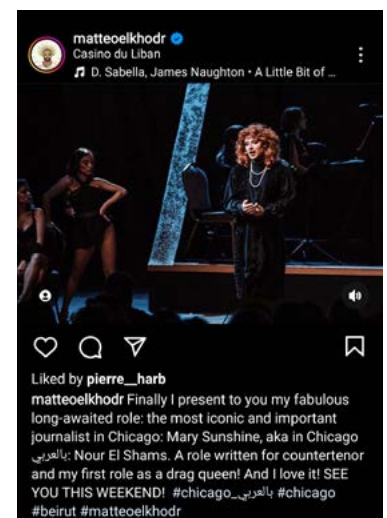 matteoelkhodr
Casino du Liban
D. Sabella, James Naughton • A Little Bit of ...
Liked by pierre__harb
matteoelkhodr Finally I present to you my fabulous
long-awaited role: the most iconic and important
journalist in Chicago: Mary Sunshine, aka in Chicago
بالعربي: Nour El Shams. A role written for countertenor
and my first role as a drag queen! And I love it! SEE
YOU THIS WEEKEND! #chicago_بالعربي #chicago
#beirut #matteoelkhodr